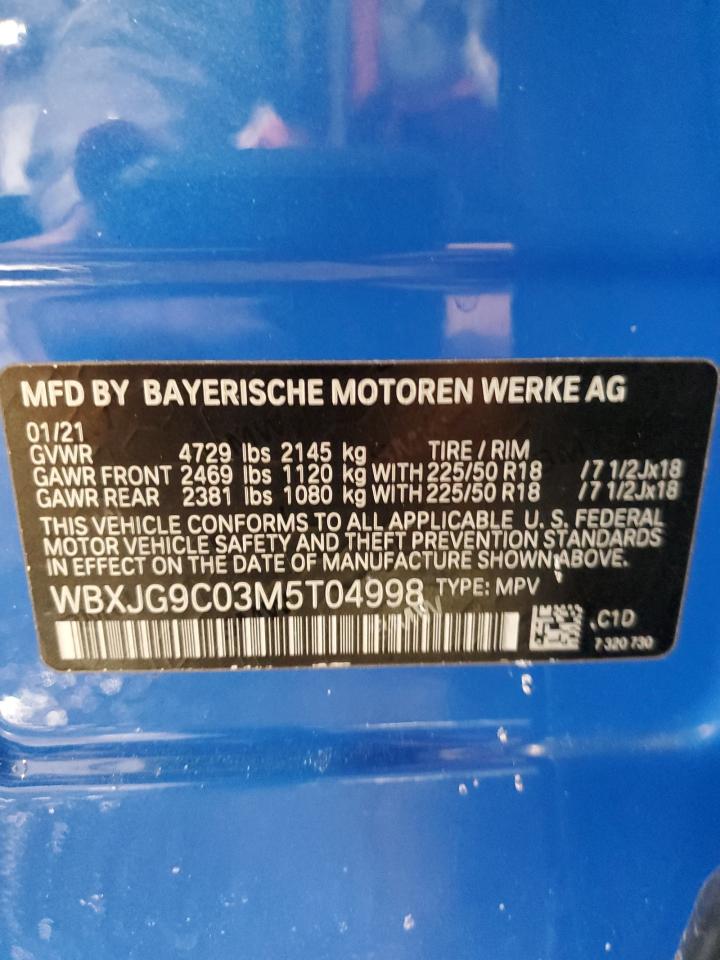 MFD BY BAYERISCHE MOTOREN WERKE AG
01/21
GVWR 4729 lbs 2145 kg TIRE / RIM
GAWR FRONT 2469 lbs 1120 kg WITH 225/50 R18 /7 1/2Jx18
GAWR REAR 2381 lbs 1080 kg WITH 225/50 R18 /7 1/2Jx18
THIS VEHICLE CONFORMS TO ALL APPLICABLE U. S. FEDERAL
MOTOR VEHICLE SAFETY AND THEFT PREVENTION STANDARDS
IN EFFECT ON THE DATE OF MANUFACTURE SHOWN ABOVE.
WBXJG9C03M5T04998 TYPE: MPV
.C1D
7 320 730